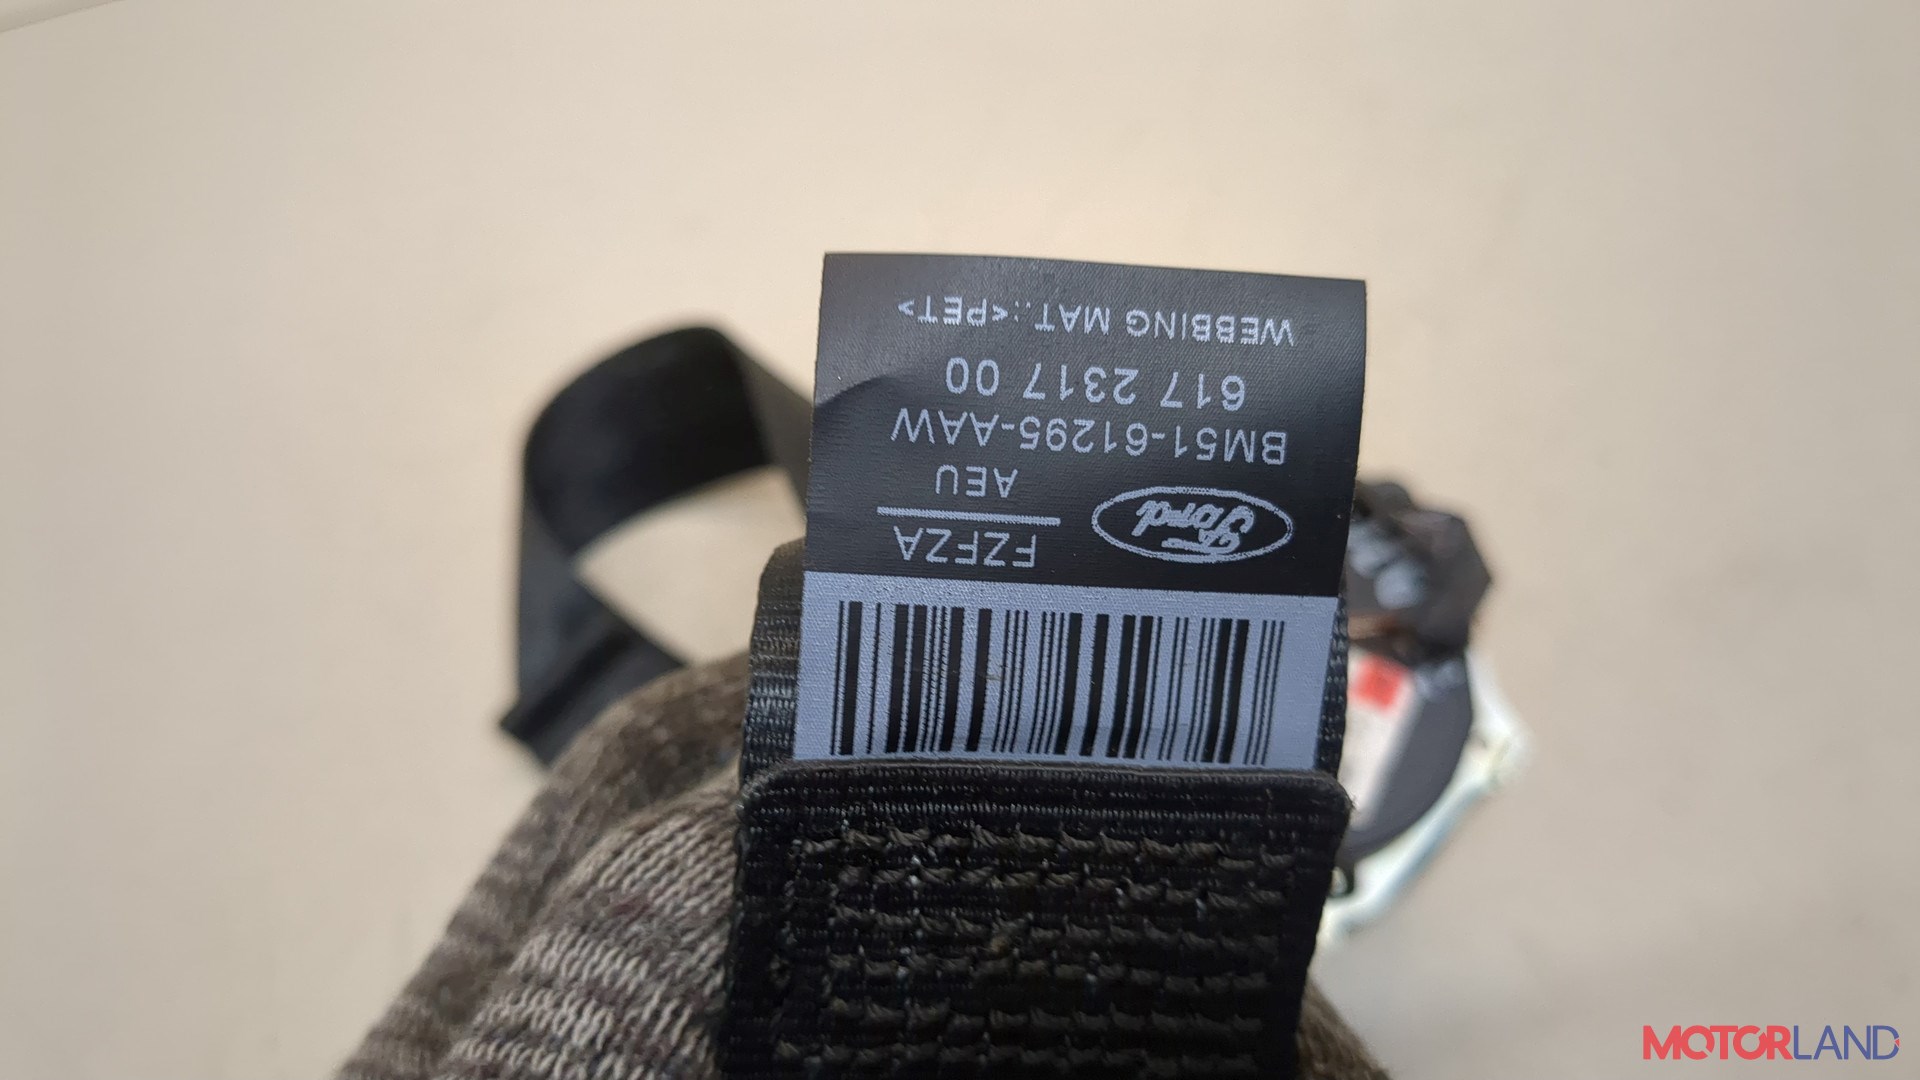 FZFZA
AEU
Ford
BM51-61295-AAW
617 2317 00
WEBBING MAT.:<PET>
MOTORLAND